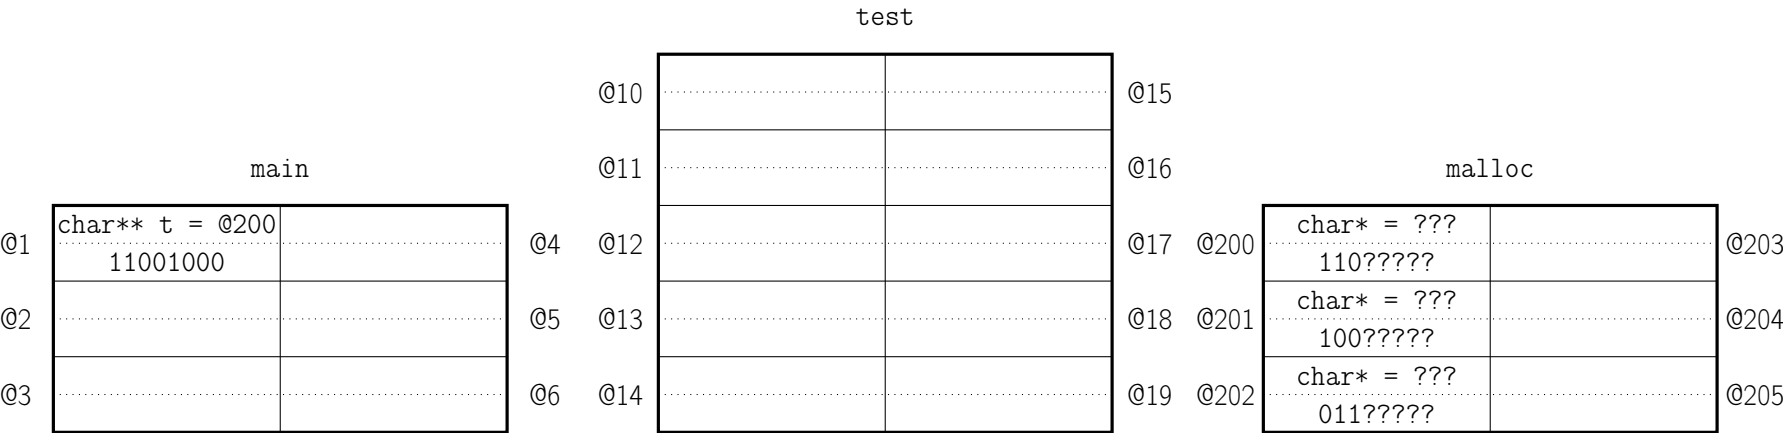 test
@10 @15
@11 @16
main malloc
char** t = @200 char* = ???
@1 @4 @12 @17 @200 @203
11001000 110?????
char* = ???
@2 @5 @13 @18 @201 @204
100?????
char* = ???
@3 @6 @14 @19 @202 @205
011?????